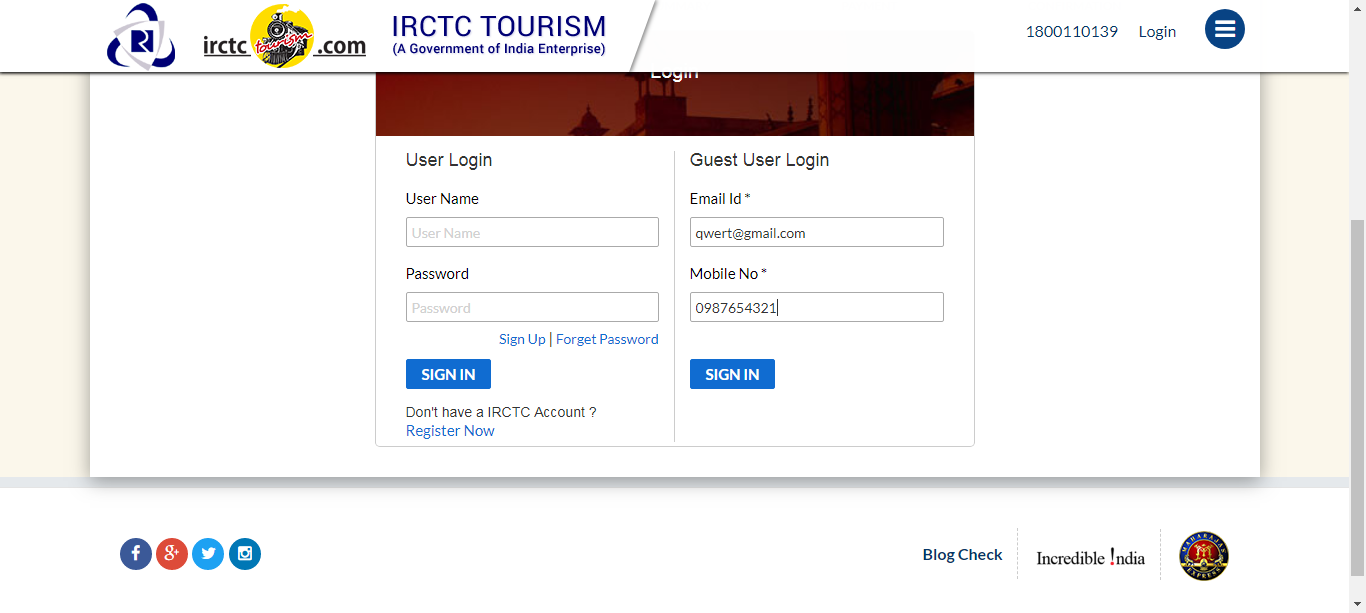 irctc tourism .com
IRCTC TOURISM
(A Government of India Enterprise)
1800110139 Login
Login
User Login
User Name
User Name
Password
Password
Sign Up | Forget Password
SIGN IN
Don't have a IRCTC Account ?
Register Now
Guest User Login
Email Id *
qwert@gmail.com
Mobile No *
0987654321
SIGN IN
Blog Check
Incredible !ndia
MAHARAJAS
EXPRESS